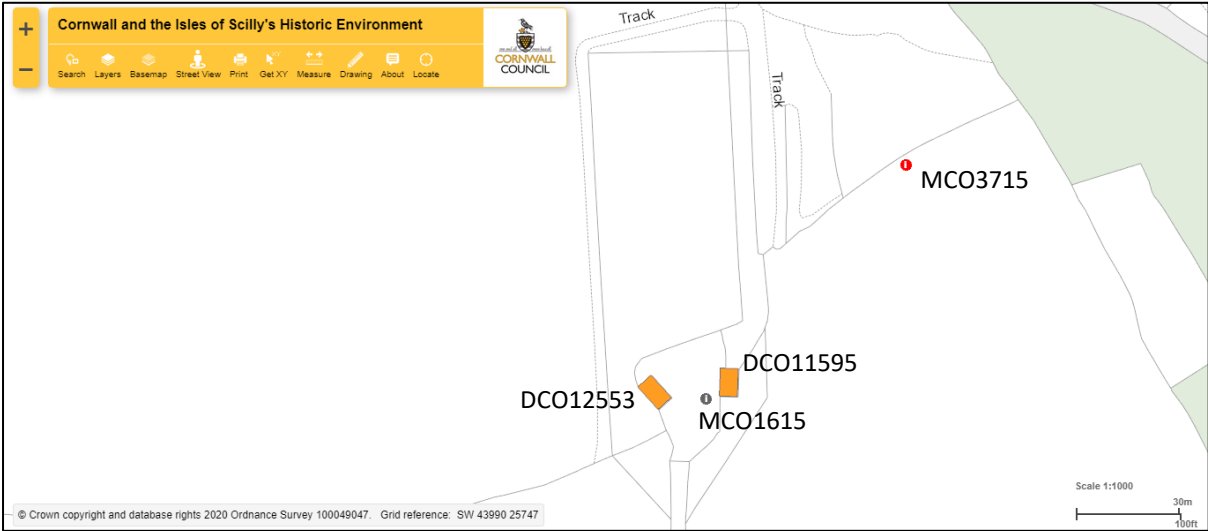 +
Cornwall and the Isles of Scilly's Historic Environment
−
Search Layers Basemap Street View Print Get XY Measure Drawing About Locate
CORNWALL
COUNCIL
Track
Track
MCO3715
DCO11595
DCO12553
MCO1615
Scale 1:1000
30m
100ft
© Crown copyright and database rights 2020 Ordnance Survey 100049047. Grid reference: SW 43990 25747